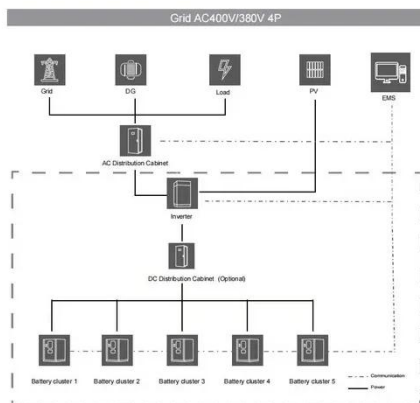 Grid AC400V/380V 4P
Grid
DG
Load
PV
EMS
AC Distribution Cabinet
Inverter
DC Distribution Cabinet (Optional)
Battery cluster 1
Battery cluster 2
Battery cluster 3
Battery cluster 4
Battery cluster 5
Communication
Power